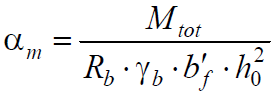 α_m = M_tot / (R_b · γ_b · b′_f · h_0^2)